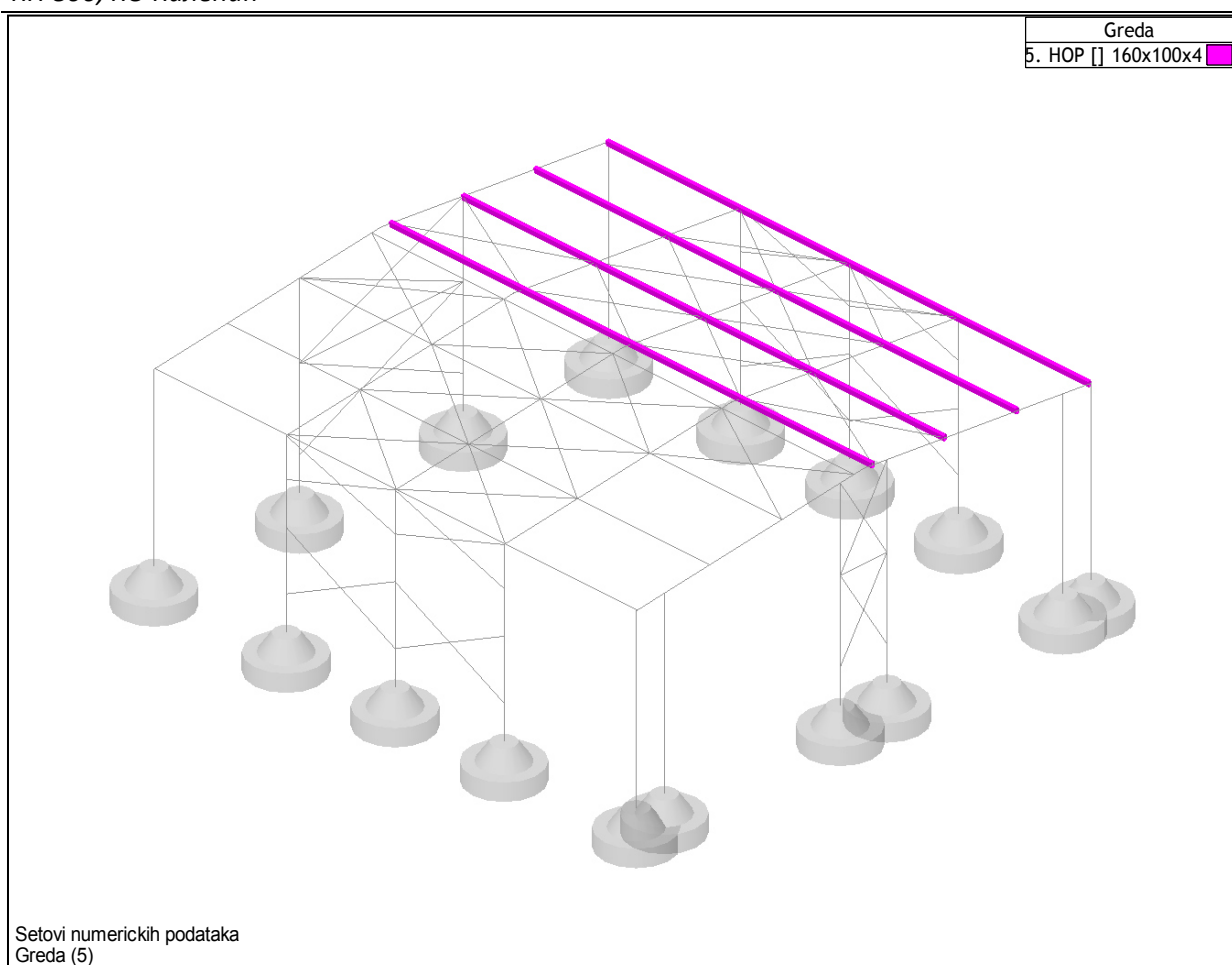 Greda
5. HOP [] 160x100x4
Setovi numerickih podataka
Greda (5)